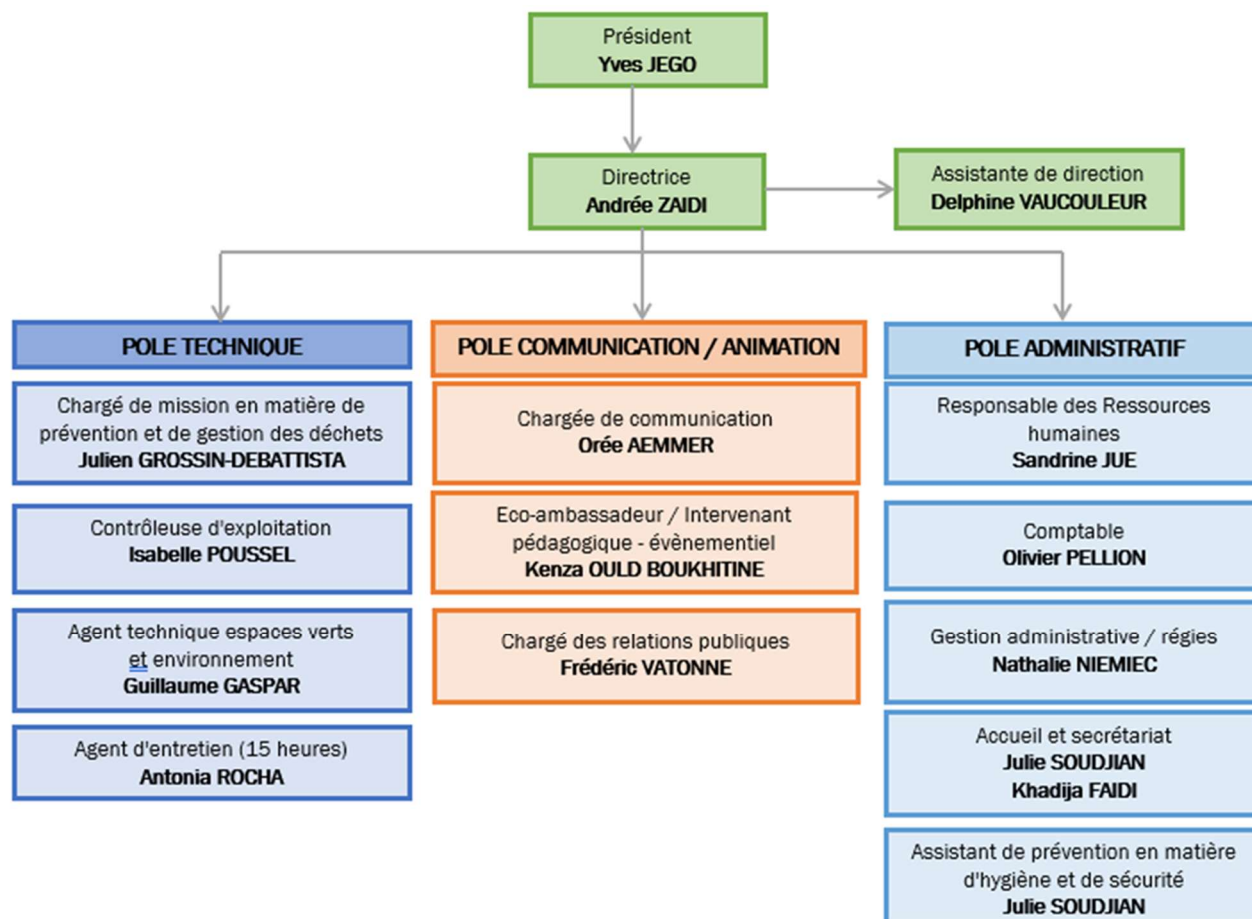 Président
Yves JEGO
Directrice
Andrée ZAIDI
Assistante de direction
Delphine VAUCOULEUR
POLE TECHNIQUE
Chargé de mission en matière de
prévention et de gestion des déchets
Julien GROSSIN-DEBATTISTA
Contrôleuse d'exploitation
Isabelle POUSSEL
Agent technique espaces verts
et environnement
Guillaume GASPAR
Agent d'entretien (15 heures)
Antonia ROCHA
POLE COMMUNICATION / ANIMATION
Chargée de communication
Orée AEMMER
Eco-ambassadeur / Intervenant
pédagogique - évènementiel
Kenza OULD BOUKHITINE
Chargé des relations publiques
Frédéric VATONNE
POLE ADMINISTRATIF
Responsable des Ressources
humaines
Sandrine JUE
Comptable
Olivier PELLION
Gestion administrative / régies
Nathalie NIEMIEC
Accueil et secrétariat
Julie SOUDJIAN
Khadija FAIDI
Assistant de prévention en matière
d'hygiène et de sécurité
Julie SOUDJIAN